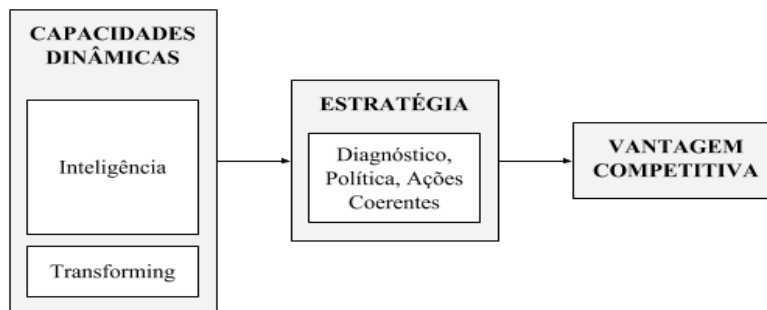 CAPACIDADES
DINÂMICAS
Inteligência
Transforming
ESTRATÉGIA
Diagnóstico,
Política, Ações
Coerentes
VANTAGEM
COMPETITIVA